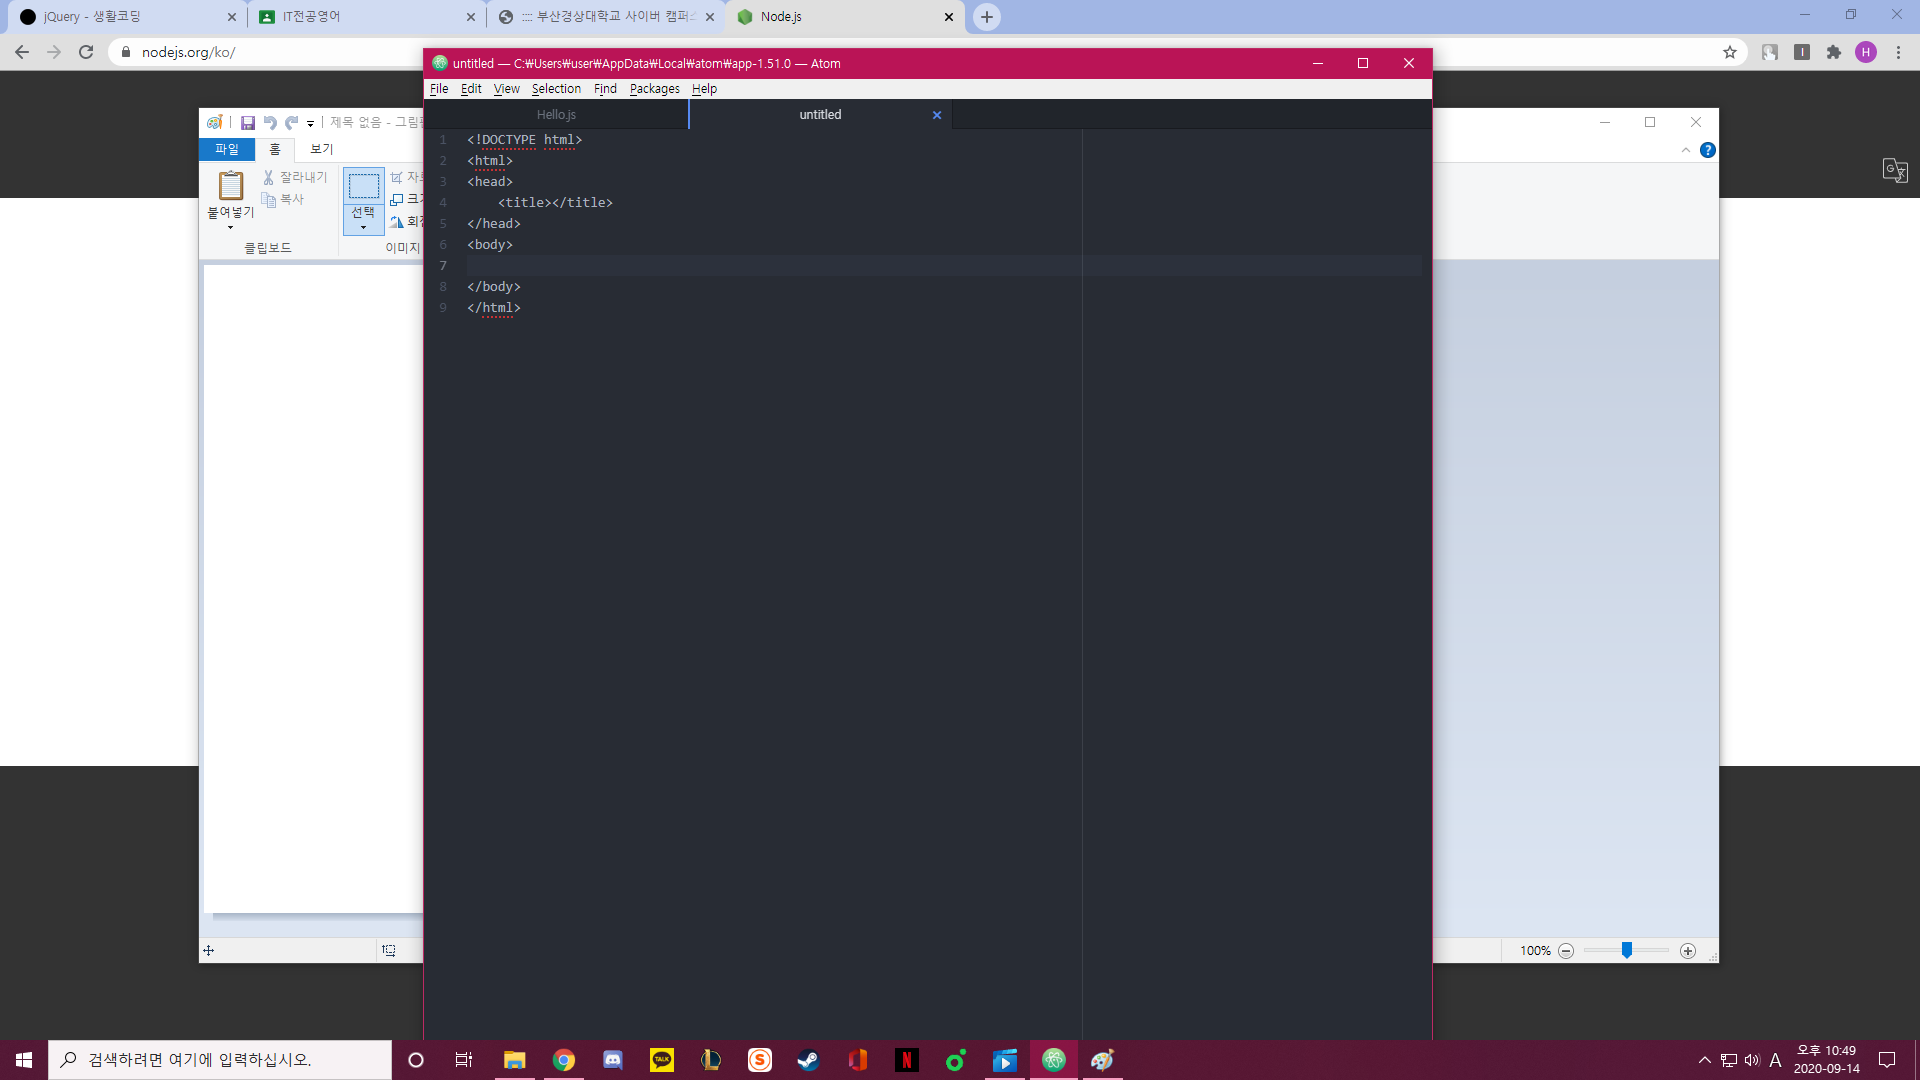 jQuery - 생활코딩
IT전공영어
:::: 부산경상대학교 사이버 캠퍼스
Node.js
nodejs.org/ko/
untitled — C:₩Users₩user₩AppData₩Local₩atom₩app-1.51.0 — Atom
File Edit View Selection Find Packages Help
Hello.js
untitled
제목 없음 - 그림판
파일 홈 보기
붙여넣기
잘라내기
복사
클립보드
선택
이미지
1 <!DOCTYPE html>
2 <html>
3 <head>
4 <title></title>
5 </head>
6 <body>
7
8 </body>
9 </html>
100%
검색하려면 여기에 입력하십시오.
TALK
S
N
A
오후 10:49
2020-09-14
H